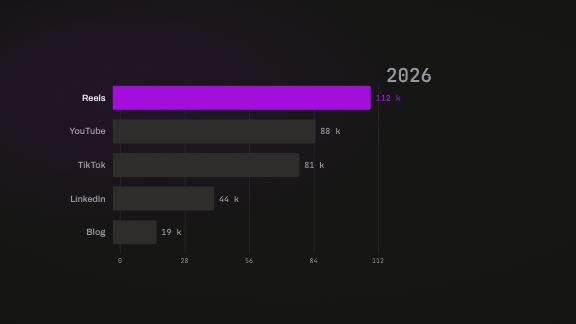 2026
Reels 112 k
YouTube 88 k
TikTok 81 k
LinkedIn 44 k
Blog 19 k
0 28 56 84 112